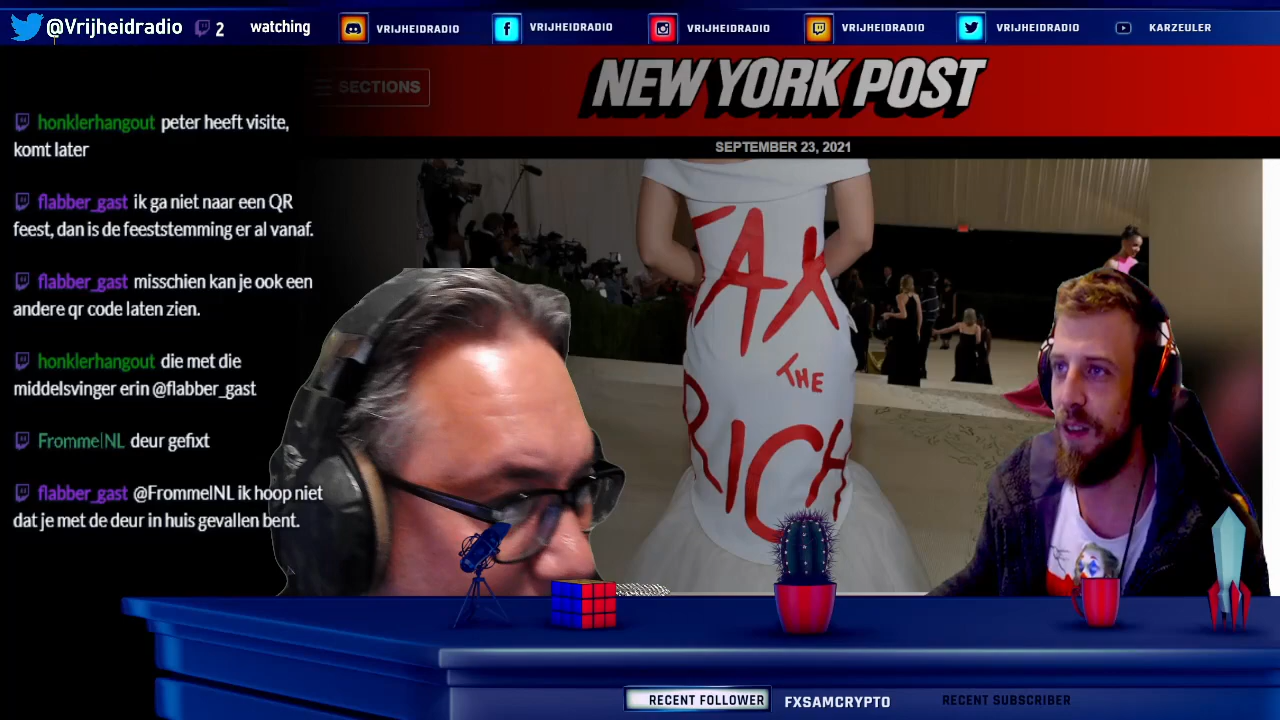 @Vrijheidradio 2 watching VRIJHEIDRADIO VRIJHEIDRADIO VRIJHEIDRADIO VRIJHEIDRADIO VRIJHEIDRADIO KARZEULER
SECTIONS
NEW YORK POST
SEPTEMBER 23, 2021
honklerhangout peter heeft visite,
komt later
flabber_gast ik ga niet naar een QR
feest, dan is de feeststemming er al vanaf.
flabber_gast misschien kan je ook een
andere qr code laten zien.
honklerhangout die met die
middelsvinger erin @flabber_gast
FrommelNL deur gefixt
flabber_gast @FrommelNL ik hoop niet
dat je met de deur in huis gevallen bent.
TAX
THE
RICH
RECENT FOLLOWER FXSAMCRYPTO RECENT SUBSCRIBER